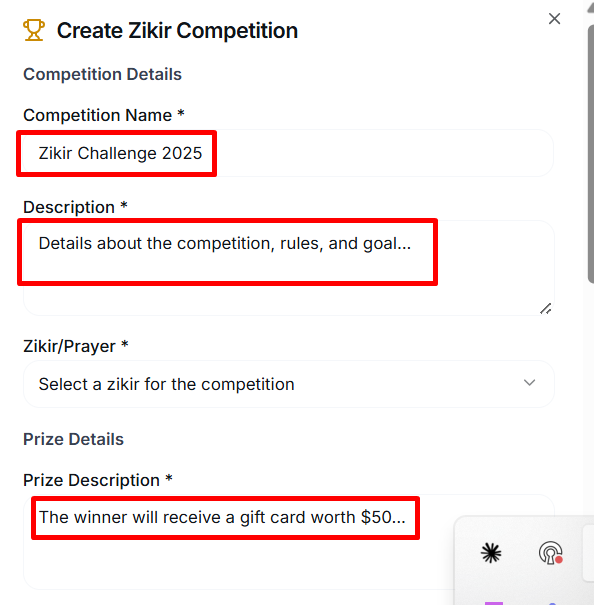 Create Zikir Competition
Competition Details
Competition Name *
Zikir Challenge 2025
Description *
Details about the competition, rules, and goal...
Zikir/Prayer *
Select a zikir for the competition
Prize Details
Prize Description *
The winner will receive a gift card worth $50...